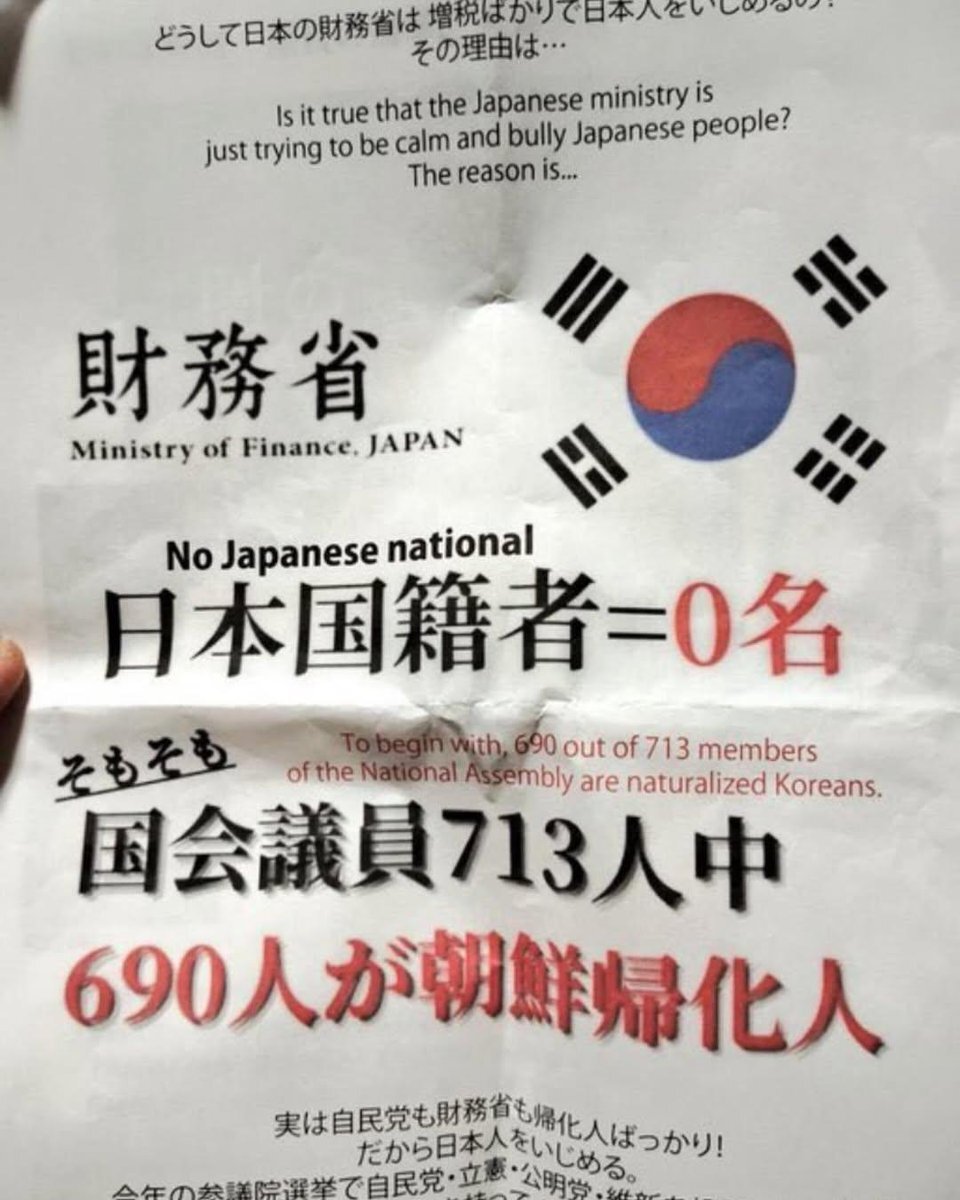 どうして日本の財務省は 増税ばかりで日本人をいじめるの？
その理由は…
Is it true that the Japanese ministry is
just trying to be calm and bully Japanese people?
The reason is...
財務省
Ministry of Finance, JAPAN
No Japanese national
日本国籍者=0名
そもそも
To begin with, 690 out of 713 members
of the National Assembly are naturalized Koreans.
国会議員713人中
690人が朝鮮帰化人
実は自民党も財務省も帰化人ばっかり!
だから日本人をいじめる。
今年の参議院選挙で自民党・立憲・公明党・維新